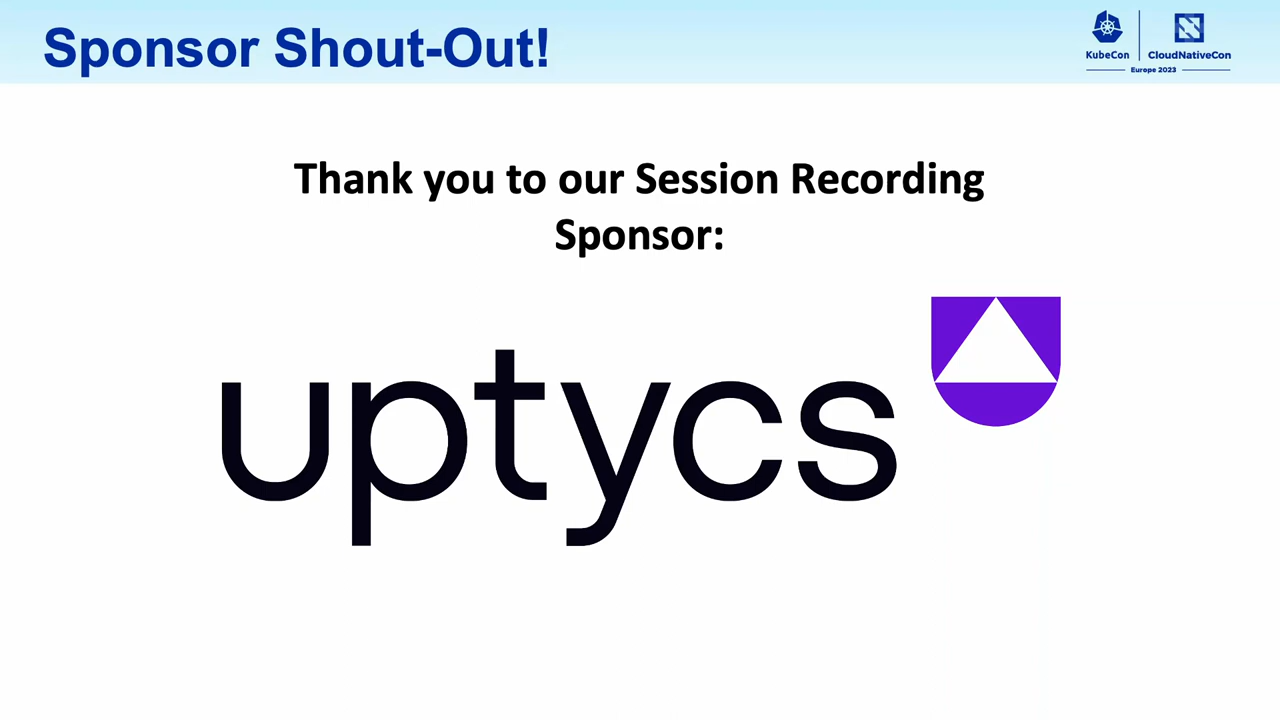 Sponsor Shout-Out!
KubeCon
CloudNativeCon
Europe 2023
Thank you to our Session Recording
Sponsor:
uptycs